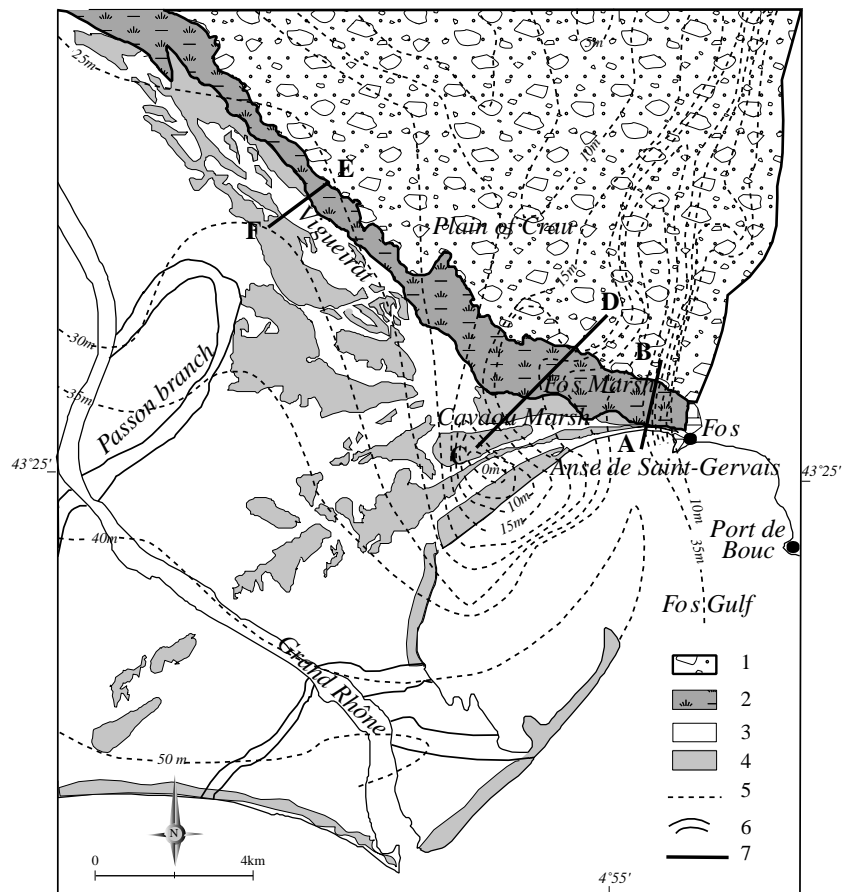 25m
5m
10m
E
F
Vigueirat
Plain of Crau
15m
D
30m
Passon branch
35m
B
Fos Marsh
Cavaou Marsh
C
A
Fos
43°25'
0m
Anse de Saint-Gervais
43°25'
10m
15m
10m
35m
Port de
Bouc
40m
Fos Gulf
Grand Rhône
50 m
1
2
3
4
5
6
7
N
0 4km
4°55'